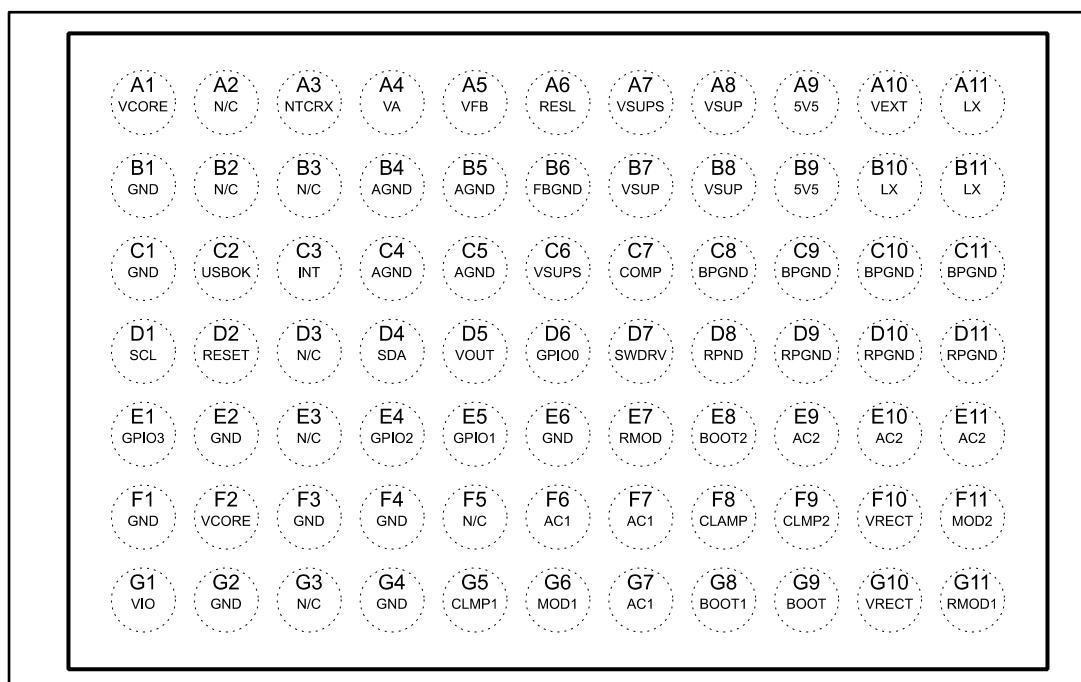 A1 A2 A3 A4 A5 A6 A7 A8 A9 A10 A11
VCORE N/C NTCRX VA VFB RESL VSUPS VSUP 5V5 VEXT LX
B1 B2 B3 B4 B5 B6 B7 B8 B9 B10 B11
GND N/C N/C AGND AGND FBGND VSUP VSUP 5V5 LX LX
C1 C2 C3 C4 C5 C6 C7 C8 C9 C10 C11
GND USBOK INT AGND AGND VSUPS COMP BPGND BPGND BPGND BPGND
D1 D2 D3 D4 D5 D6 D7 D8 D9 D10 D11
SCL RESET N/C SDA VOUT GPIO0 SWDRV RPND RPGND RPGND RPGND
E1 E2 E3 E4 E5 E6 E7 E8 E9 E10 E11
GPIO3 GND N/C GPIO2 GPIO1 GND RMOD BOOT2 AC2 AC2 AC2
F1 F2 F3 F4 F5 F6 F7 F8 F9 F10 F11
GND VCORE GND GND N/C AC1 AC1 CLAMP CLMP2 VRECT MOD2
G1 G2 G3 G4 G5 G6 G7 G8 G9 G10 G11
VIO GND N/C GND CLMP1 MOD1 AC1 BOOT1 BOOT VRECT RMOD1